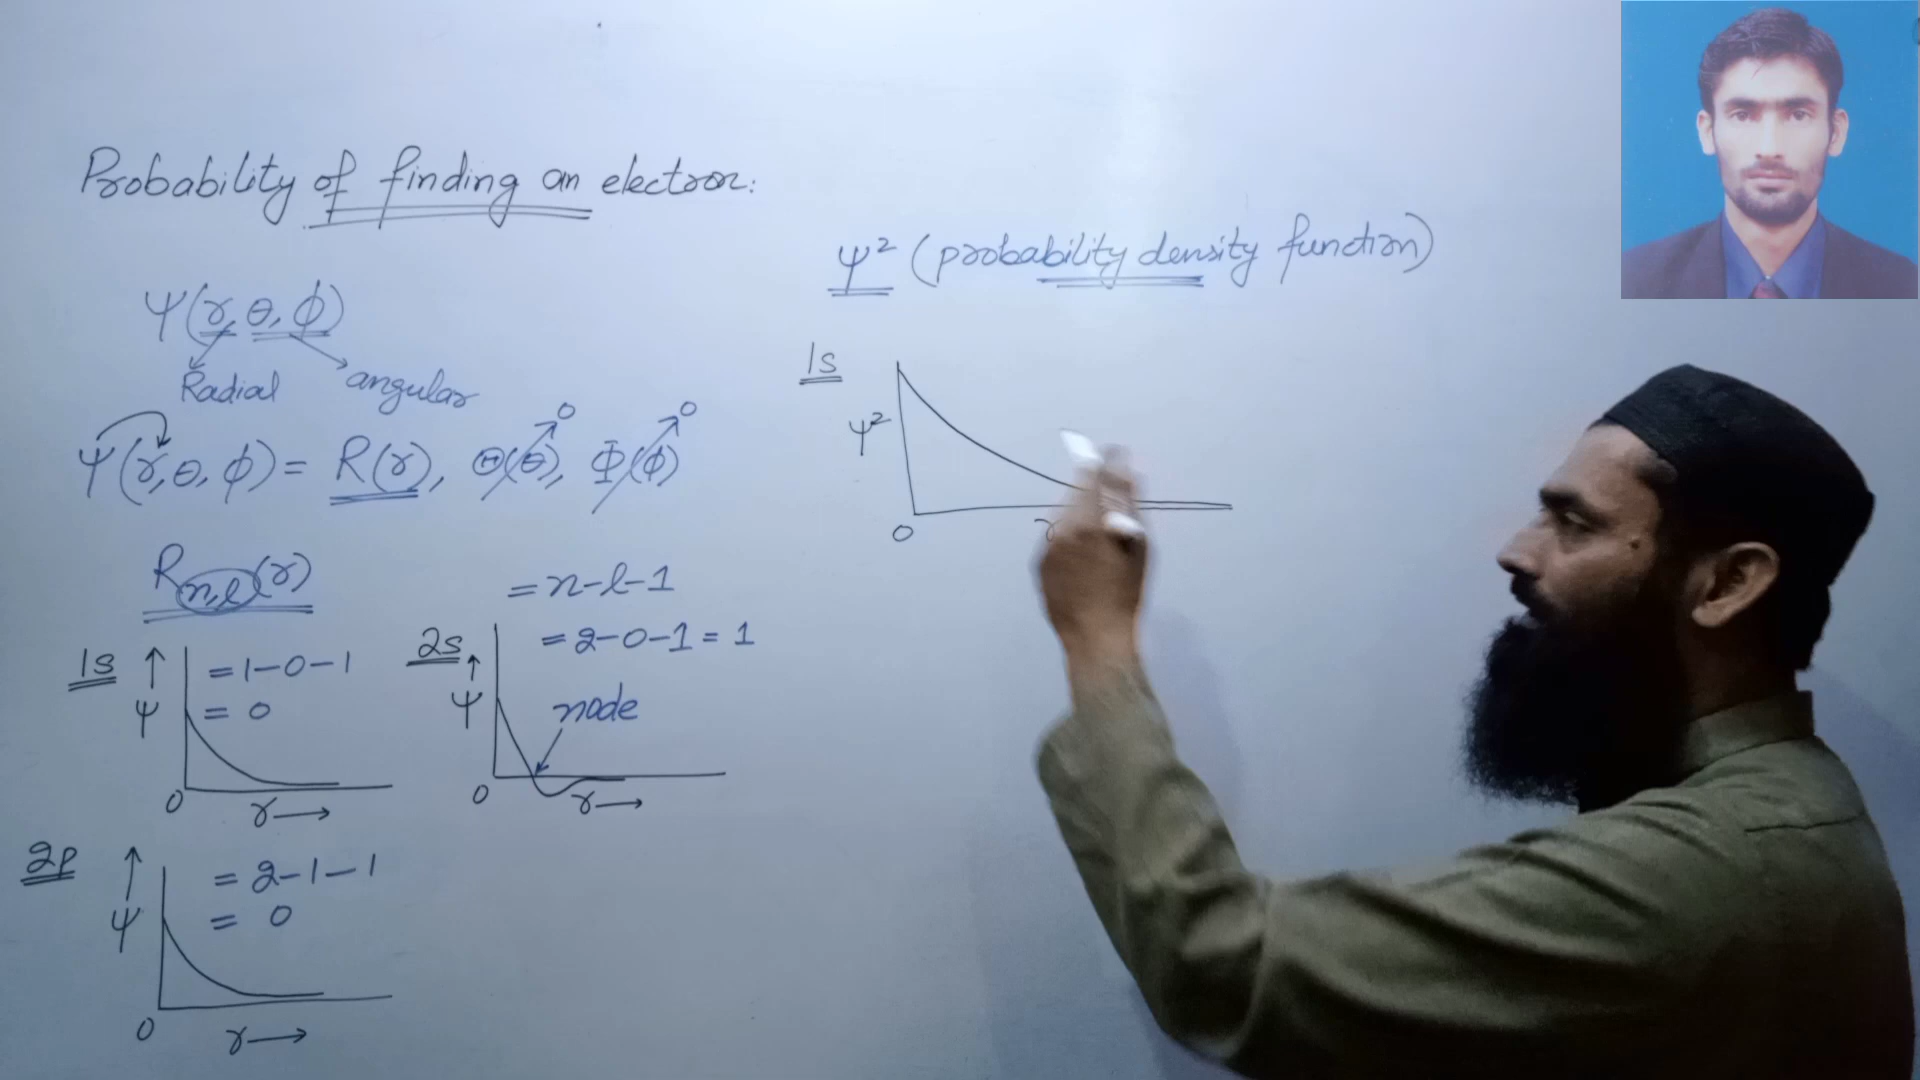 Probability of finding an electron:
Ψ(r, θ, φ)
Radial
angular
Ψ(r, θ, φ) = R(r), Θ(θ), Φ(φ)
0
0
R n,l (r)
1s
Ψ
= 1-0-1
= 0
0
r
2s
Ψ
= n-l-1
= 2-0-1 = 1
node
0
r
2p
Ψ
= 2-1-1
= 0
0
r
Ψ² (probability density function)
1s
Ψ²
0
r